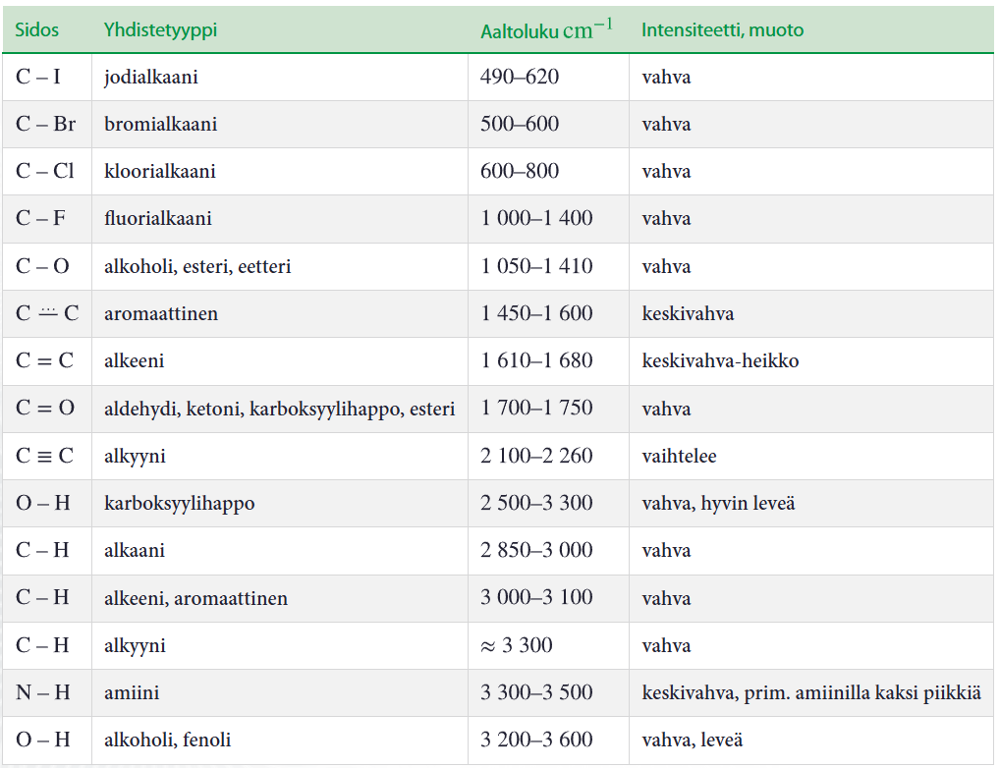 Sidos Yhdistetyyppi Aaltoluku cm⁻¹ Intensiteetti, muoto
C – I jodialkaani 490–620 vahva
C – Br bromialkaani 500–600 vahva
C – Cl kloorialkaani 600–800 vahva
C – F fluorialkaani 1 000–1 400 vahva
C – O alkoholi, esteri, eetteri 1 050–1 410 vahva
C ⋯— C aromaattinen 1 450–1 600 keskivahva
C = C alkeeni 1 610–1 680 keskivahva-heikko
C = O aldehydi, ketoni, karboksyylihappo, esteri 1 700–1 750 vahva
C ≡ C alkyyni 2 100–2 260 vaihtelee
O – H karboksyylihappo 2 500–3 300 vahva, hyvin leveä
C – H alkaani 2 850–3 000 vahva
C – H alkeeni, aromaattinen 3 000–3 100 vahva
C – H alkyyni ≈ 3 300 vahva
N – H amiini 3 300–3 500 keskivahva, prim. amiinilla kaksi piikkiä
O – H alkoholi, fenoli 3 200–3 600 vahva, leveä